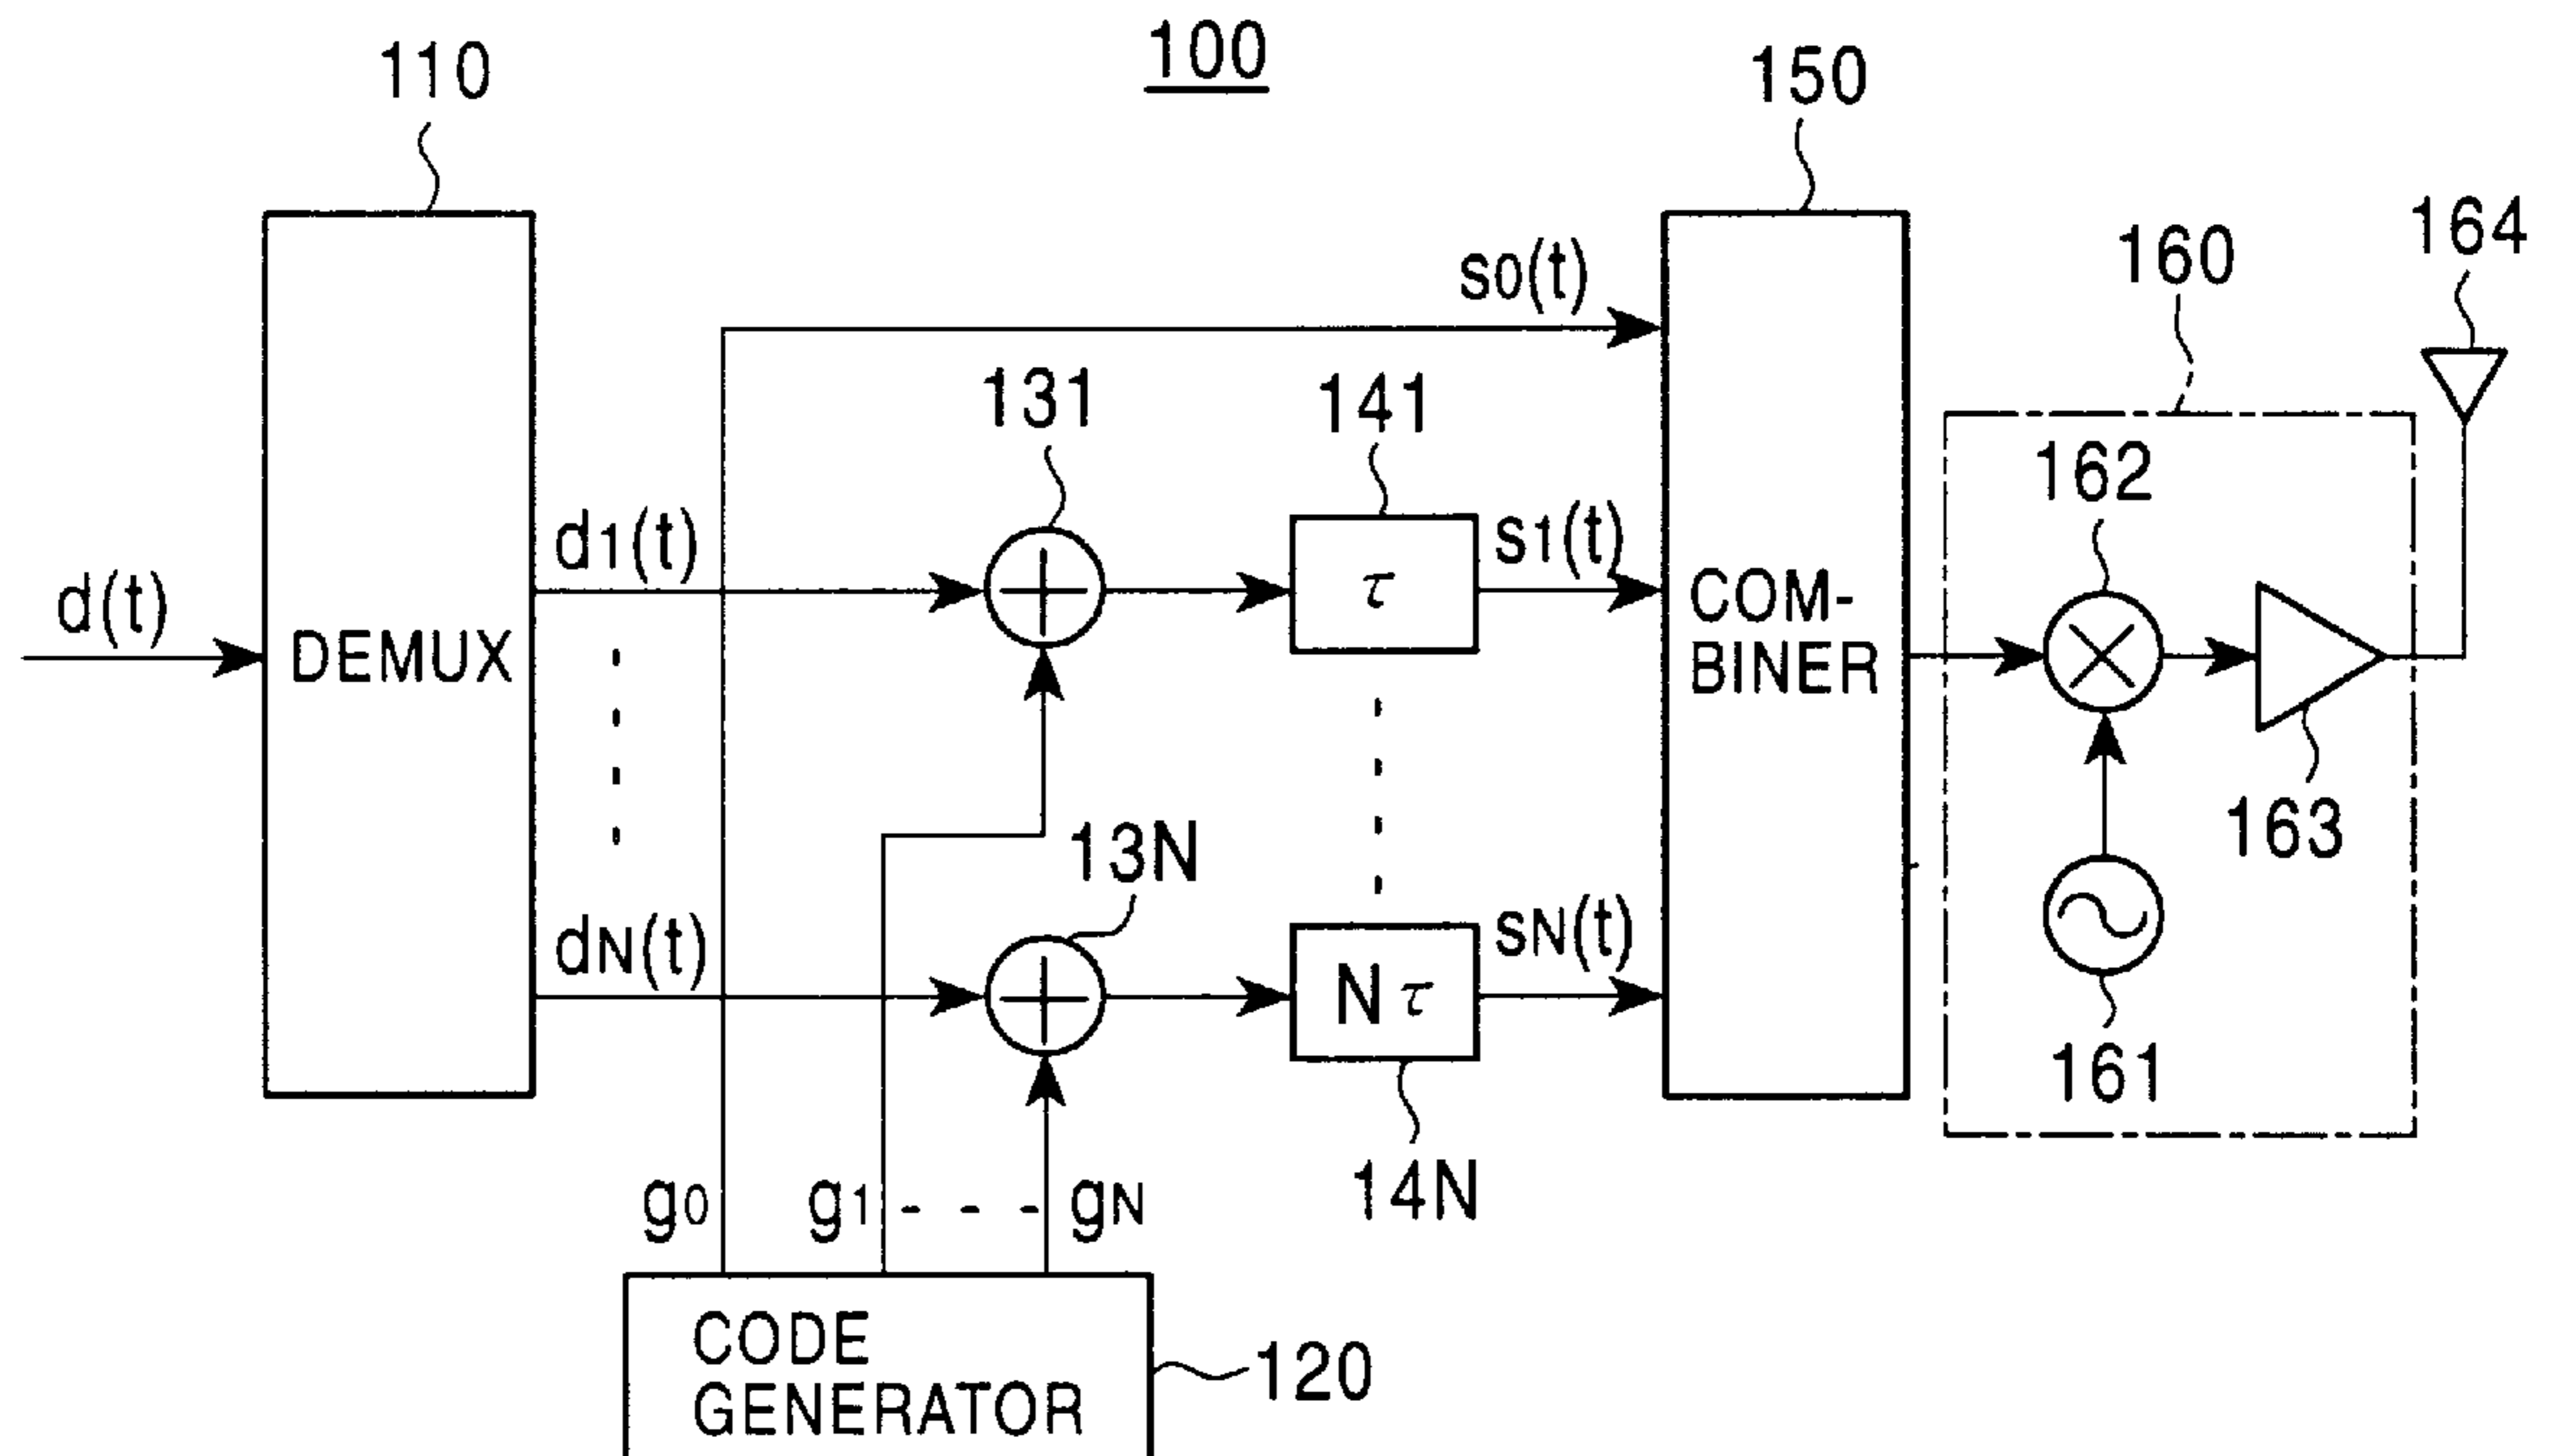 100
110
150
164
160
s0(t)
131
141
162
d1(t)
s1(t)
d(t)
DEMUX
τ
COM-
BINER
163
13N
dN(t)
sN(t)
Nτ
161
14N
g0
g1
gN
CODE
GENERATOR
120